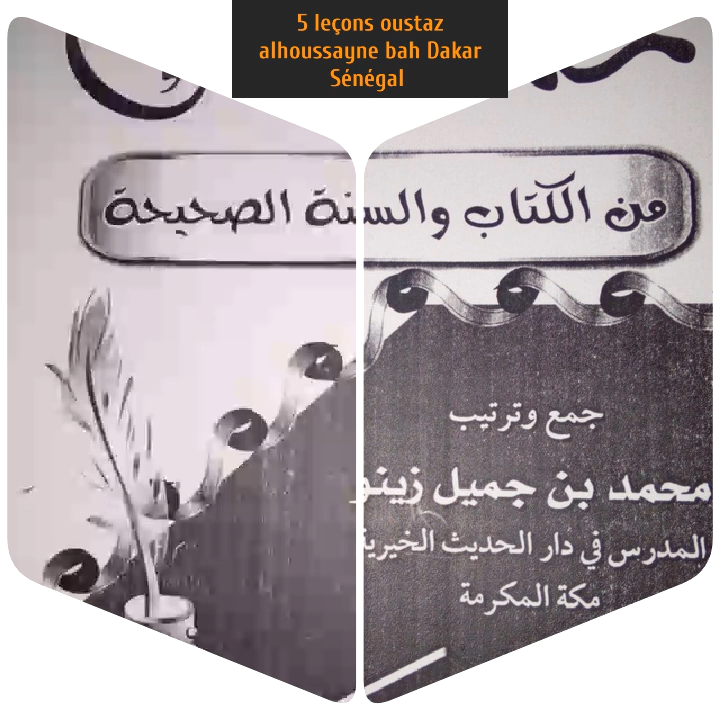 5 leçons oustaz
alhoussayne bah Dakar
Sénégal
من الكتاب والسنة الصحيحة
جمع وترتيب
محمد بن جميل زينو
المدرس في دار الحديث الخيرية
مكة المكرمة